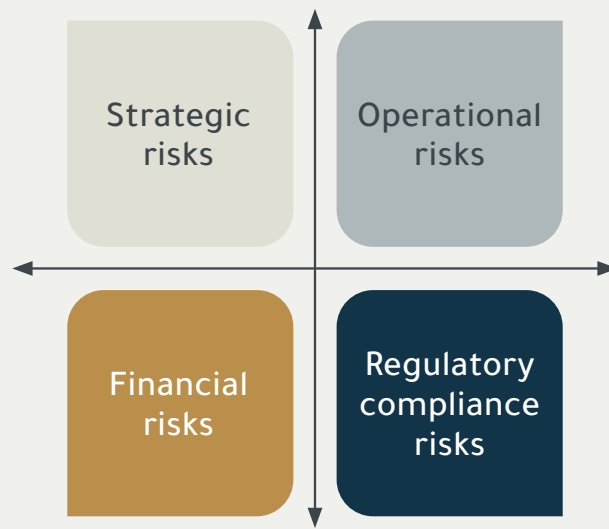 Strategic
risks
Operational
risks
Financial
risks
Regulatory
compliance
risks